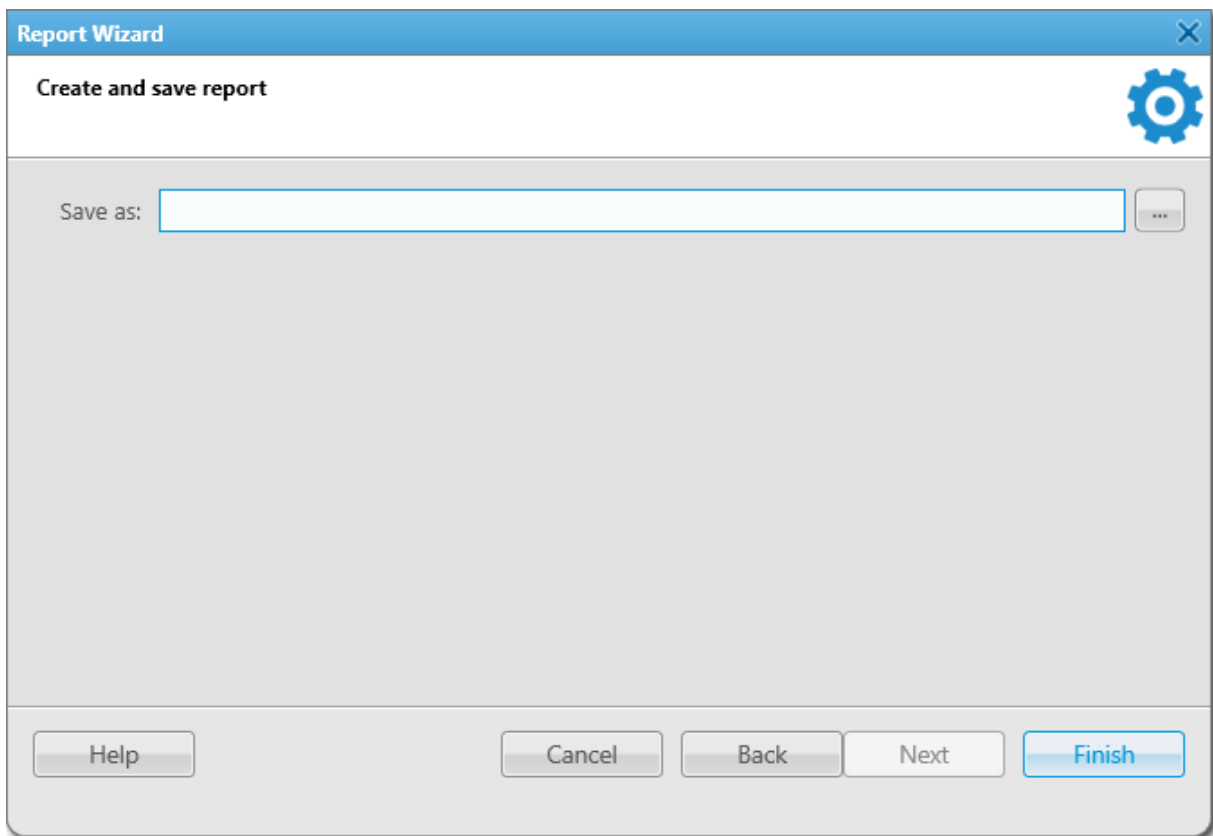 Report Wizard
Create and save report
Save as:
...
Help Cancel Back Next Finish